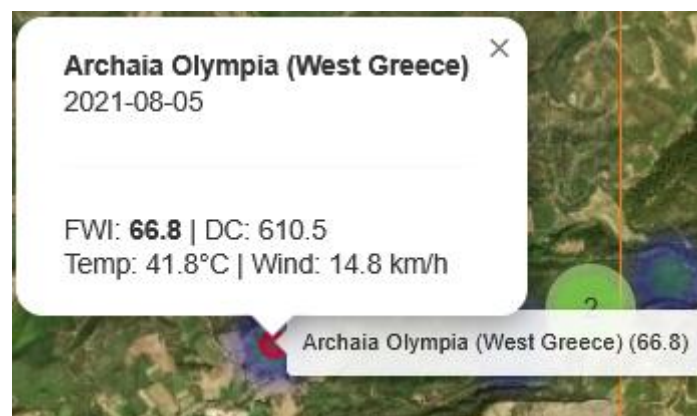 Archaia Olympia (West Greece)
2021-08-05
FWI: 66.8 | DC: 610.5
Temp: 41.8°C | Wind: 14.8 km/h
2
Archaia Olympia (West Greece) (66.8)